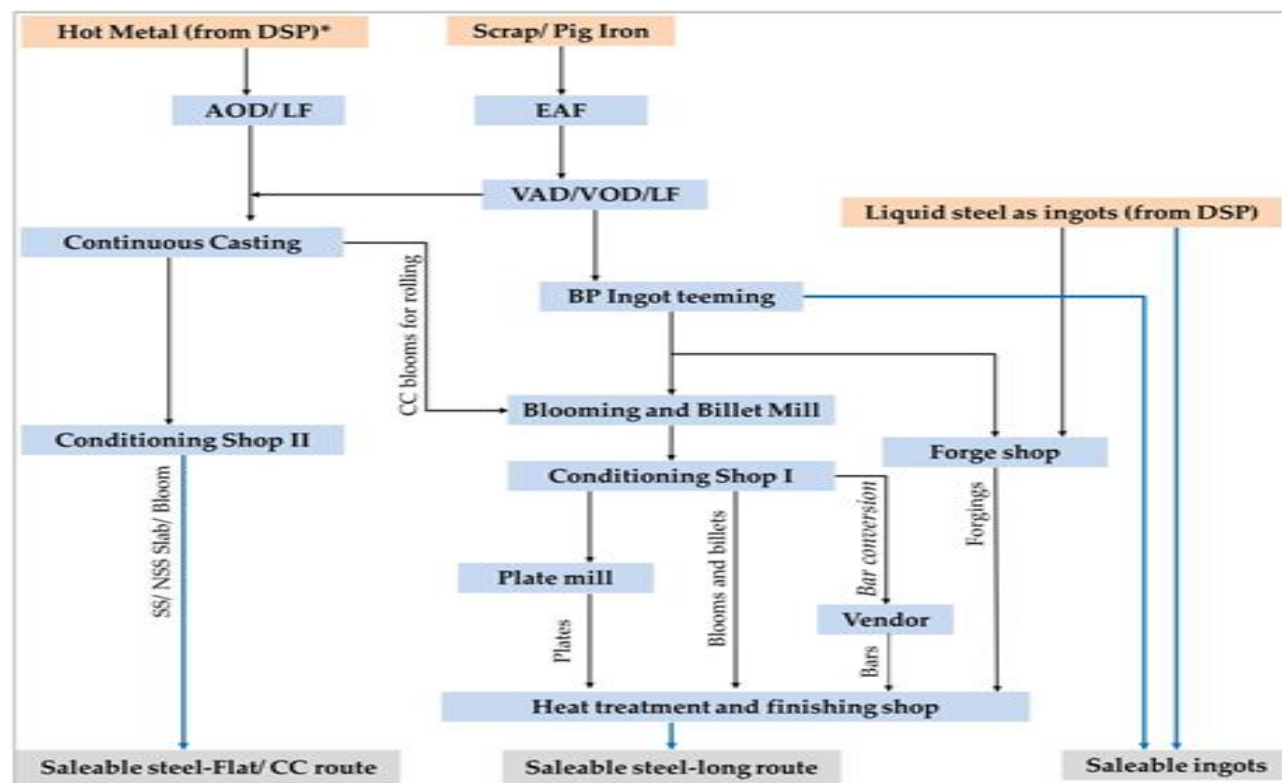 Hot Metal (from DSP)*
Scrap/ Pig Iron
AOD/ LF
EAF
VAD/VOD/LF
Liquid steel as ingots (from DSP)
Continuous Casting
BP Ingot teeming
CC blooms for rolling
Blooming and Billet Mill
Conditioning Shop II
Forge shop
Conditioning Shop I
SS/ NSS Slab/ Bloom
Plate mill
Blooms and billets
Bar conversion
Forgings
Vendor
Plates
Bars
Heat treatment and finishing shop
Saleable steel-Flat/ CC route
Saleable steel-long route
Saleable ingots